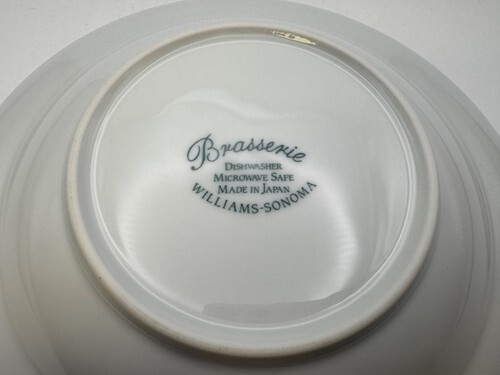 Brasserie
DISHWASHER
MICROWAVE SAFE
MADE IN JAPAN
WILLIAMS-SONOMA